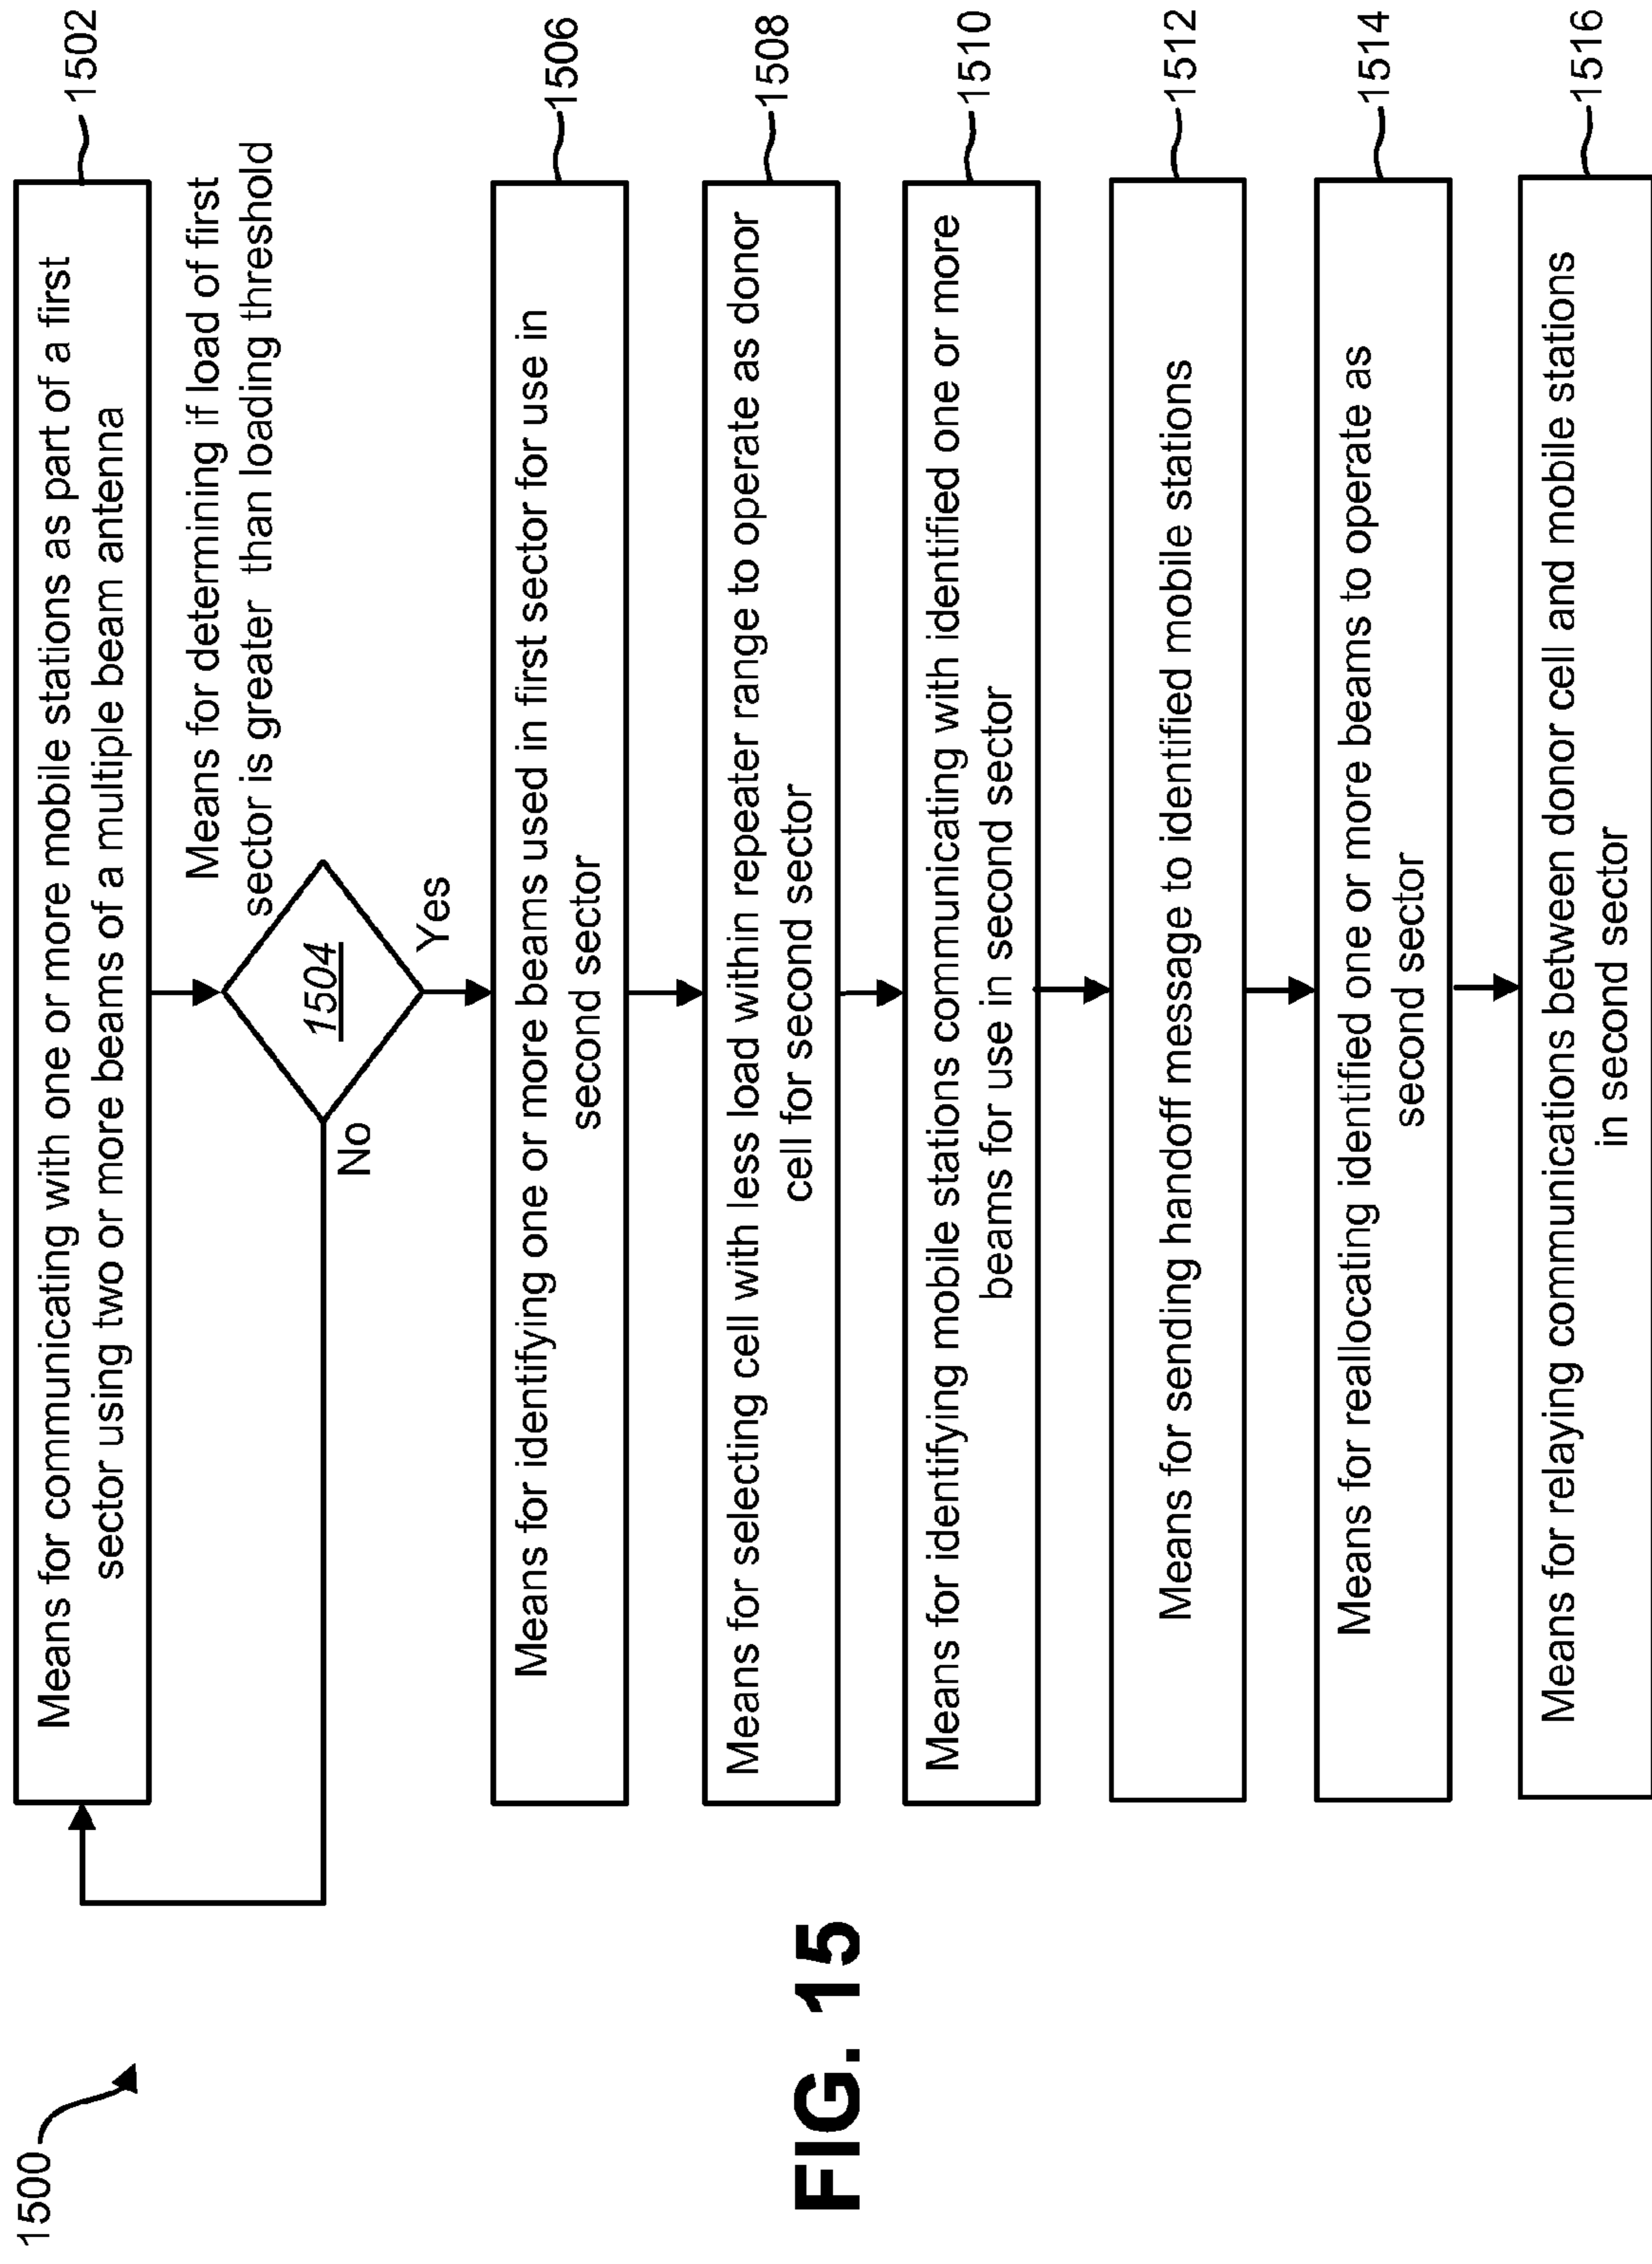 1500
Means for communicating with one or more mobile stations as part of a first
sector using two or more beams of a multiple beam antenna
1502
Means for determining if load of first
sector is greater than loading threshold
1504
No
Yes
Means for identifying one or more beams used in first sector for use in
second sector
1506
Means for selecting cell with less load within repeater range to operate as donor
cell for second sector
1508
Means for identifying mobile stations communicating with identified one or more
beams for use in second sector
1510
Means for sending handoff message to identified mobile stations
1512
Means for reallocating identified one or more beams to operate as
second sector
1514
Means for relaying communications between donor cell and mobile stations
in second sector
1516
FIG. 15